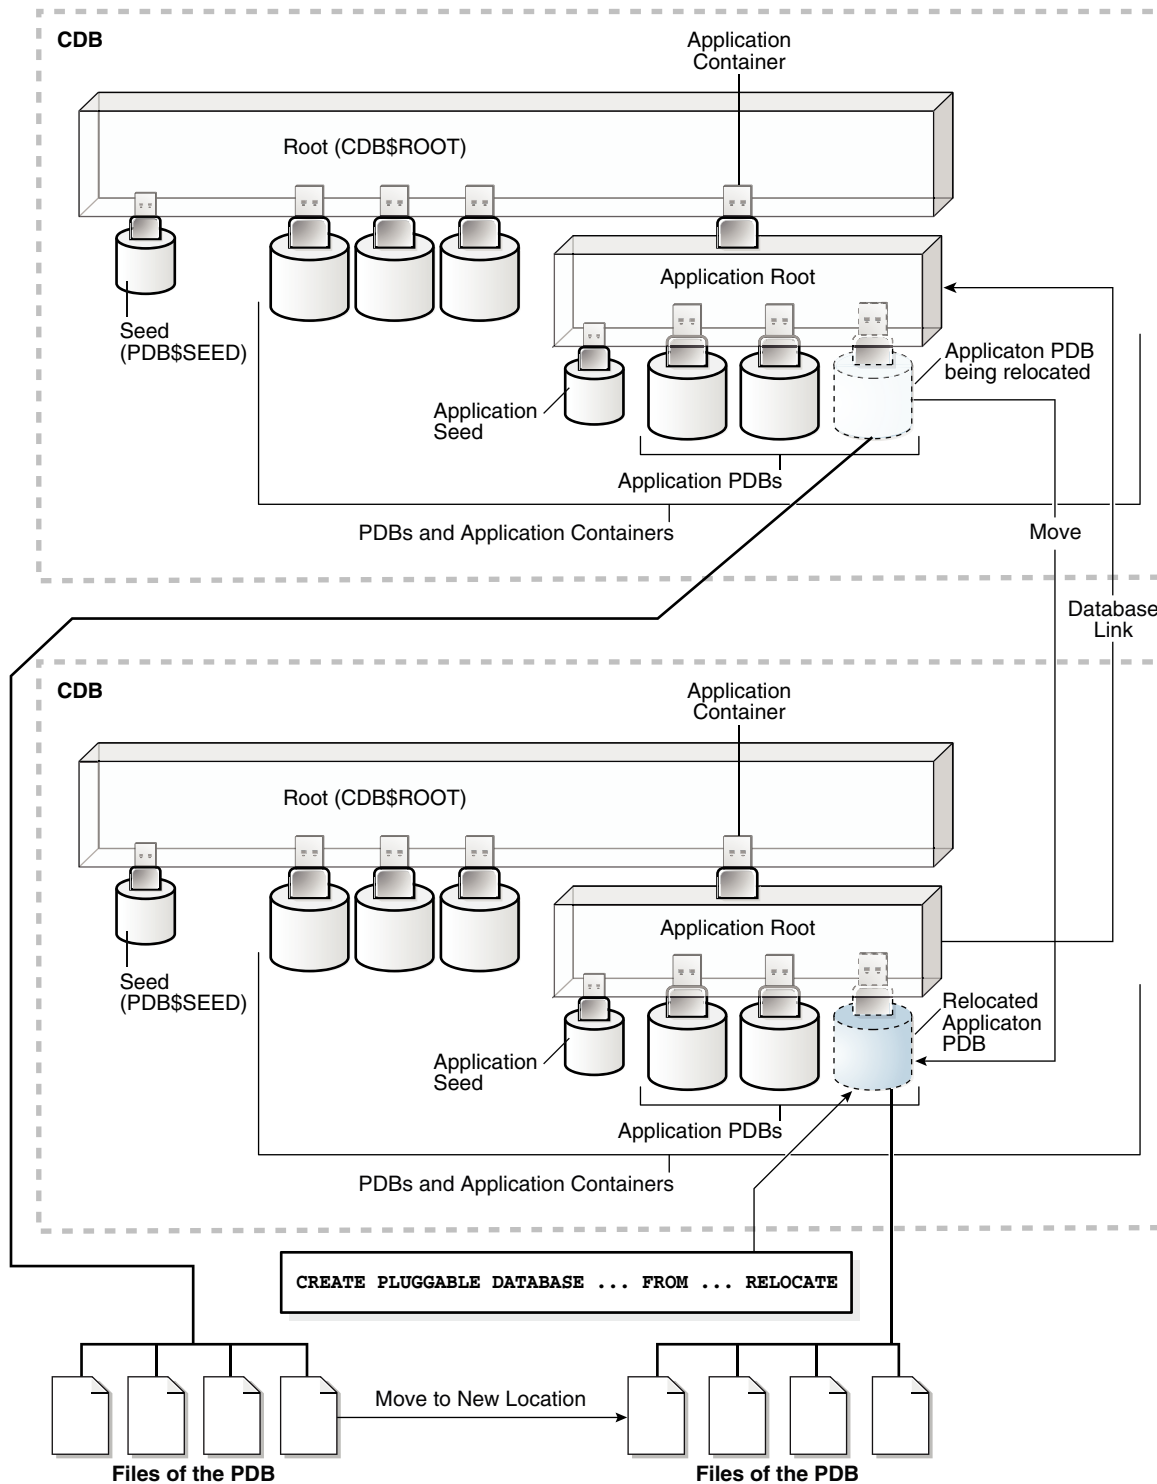 CDB
Application
Container
Root (CDB$ROOT)
Application Root
Seed
(PDB$SEED)
Applicaton PDB
being relocated
Application
Seed
Application PDBs
PDBs and Application Containers
Move
Database
Link
CDB
Application
Container
Root (CDB$ROOT)
Application Root
Seed
(PDB$SEED)
Relocated
Applicaton
PDB
Application
Seed
Application PDBs
PDBs and Application Containers
CREATE PLUGGABLE DATABASE ... FROM ... RELOCATE
Move to New Location
Files of the PDB
Files of the PDB